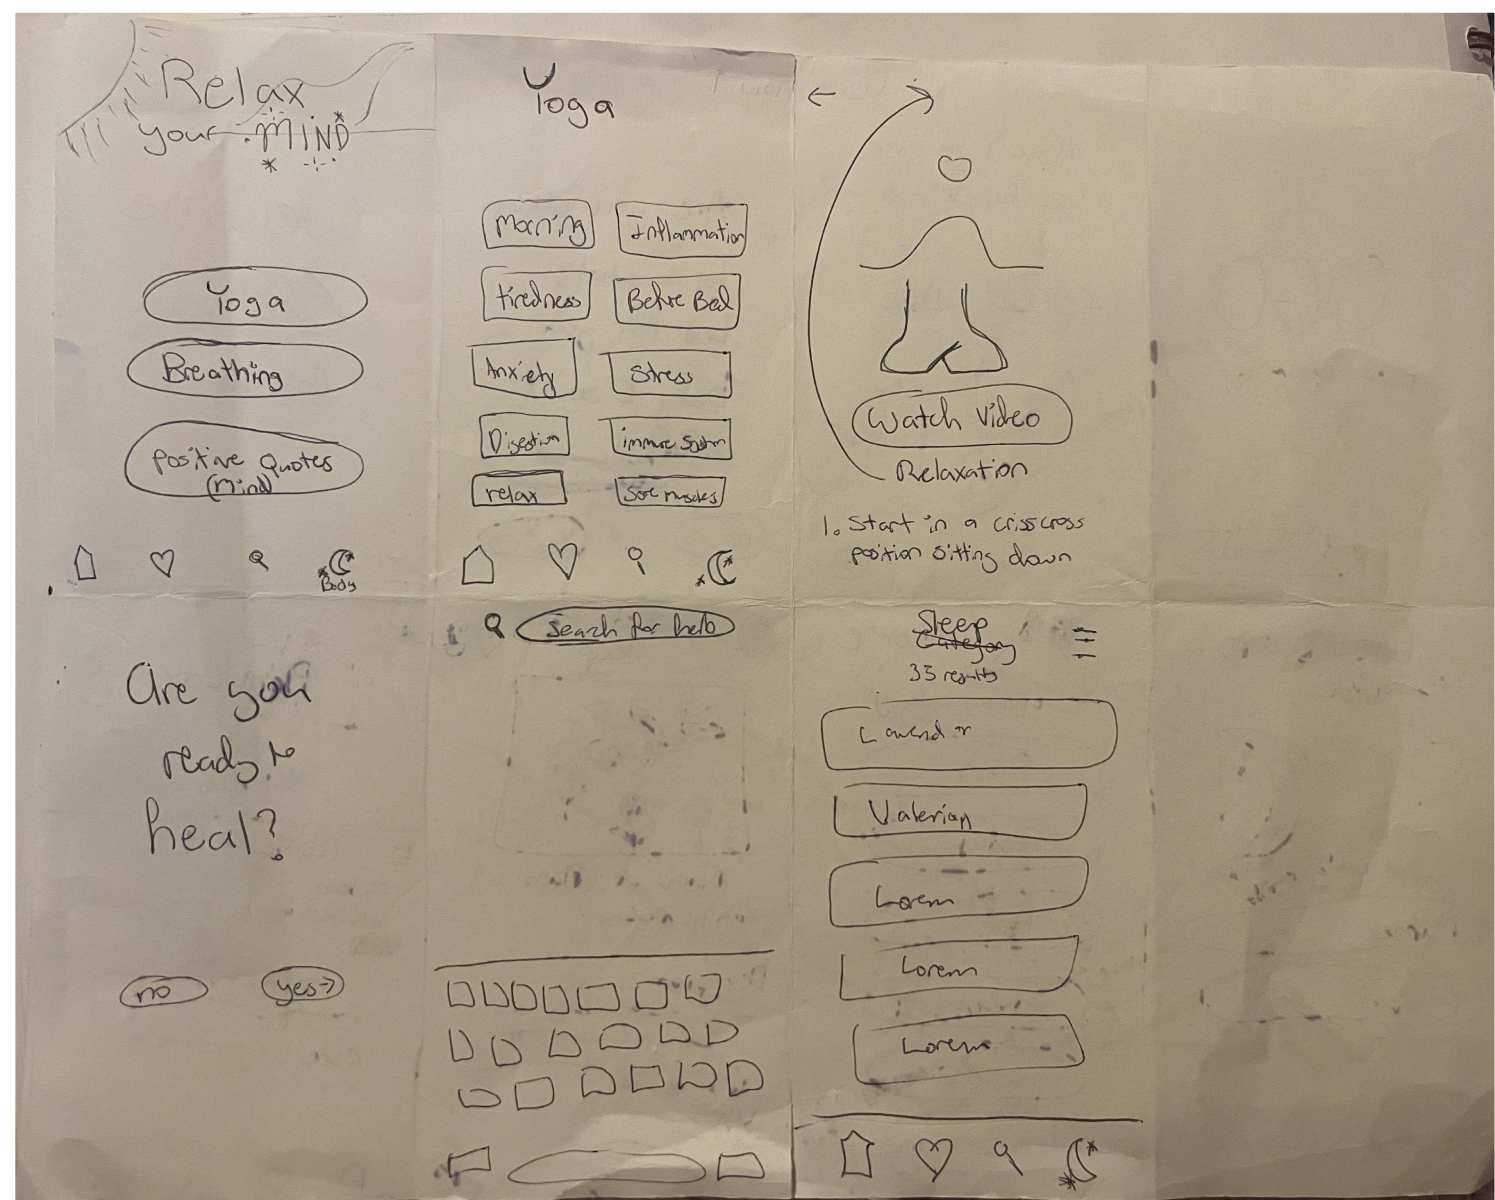 Relax
your MIND
Yoga
Breathing
Positive Quotes
(Mind)
Body
Yoga
Morning
Inflammation
tiredness
Before Bed
Anxiety
Stress
Digestion
immune System
relax
Sore muscles
Watch Video
Relaxation
1. Start in a crisscross
position sitting down
Are you
ready to
heal?
no
yes→
Search for herb
Sleep
Category
35 results
Lavender
Valerian
Lorem
Lorem
Lorem